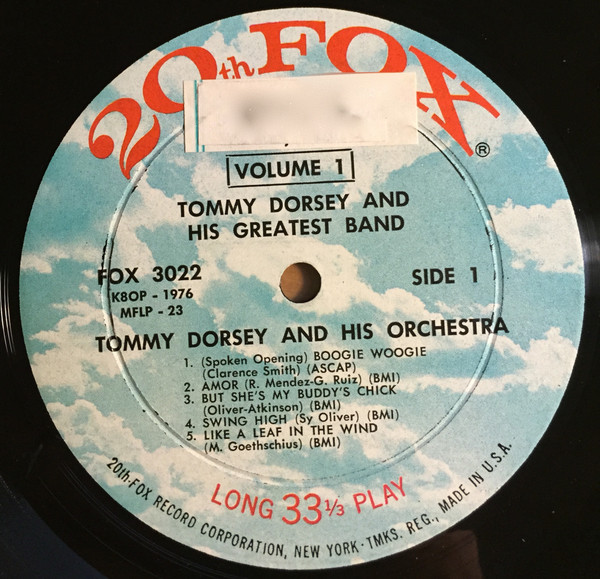 20th FOX ®
VOLUME 1
TOMMY DORSEY AND
HIS GREATEST BAND
FOX 3022 SIDE 1
K8OP - 1976
MFLP - 23
TOMMY DORSEY AND HIS ORCHESTRA
1. (Spoken Opening) BOOGIE WOOGIE
(Clarence Smith) (ASCAP)
2. AMOR (R. Mendez-G. Ruiz) (BMI)
3. BUT SHE'S MY BUDDY'S CHICK
(Oliver-Atkinson) (BMI)
4. SWING HIGH (Sy Oliver) (BMI)
5. LIKE A LEAF IN THE WIND
(M. Goethschius) (BMI)
LONG 33⅓ PLAY
20th-FOX RECORD CORPORATION, NEW YORK · TMKS. REG., MADE IN U.S.A.